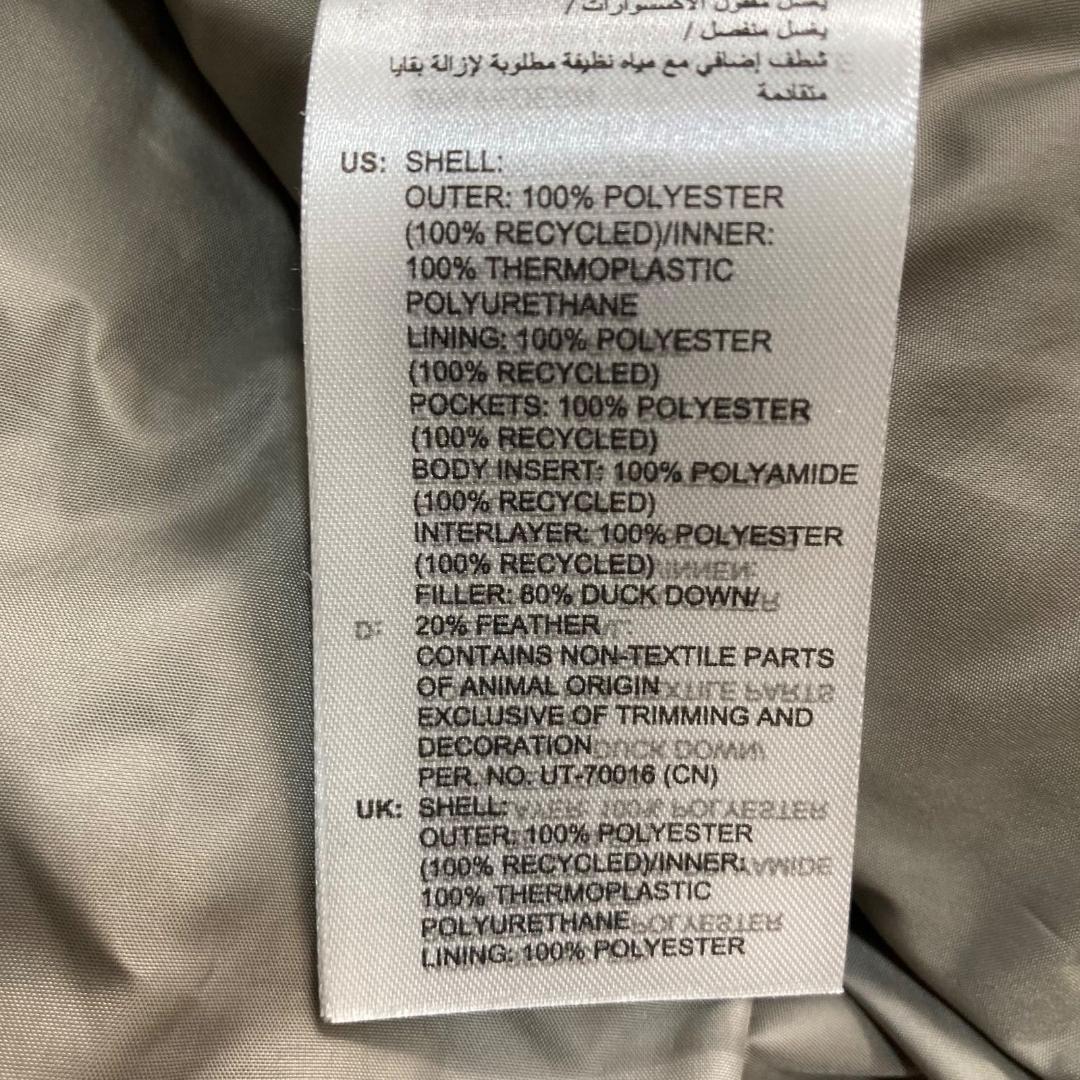 يغسل منفصل /
شطف إضافي مع مياه نظيفة مطلوبة لإزالة بقايا
متقادمة
US: SHELL:
OUTER: 100% POLYESTER
(100% RECYCLED)/INNER:
100% THERMOPLASTIC
POLYURETHANE
LINING: 100% POLYESTER
(100% RECYCLED)
POCKETS: 100% POLYESTER
(100% RECYCLED)
BODY INSERT: 100% POLYAMIDE
(100% RECYCLED)
INTERLAYER: 100% POLYESTER
(100% RECYCLED)
FILLER: 80% DUCK DOWN/
20% FEATHER
CONTAINS NON-TEXTILE PARTS
OF ANIMAL ORIGIN
EXCLUSIVE OF TRIMMING AND
DECORATION
PER. NO. UT-70016 (CN)
UK: SHELL:
OUTER: 100% POLYESTER
(100% RECYCLED)/INNER:
100% THERMOPLASTIC
POLYURETHANE
LINING: 100% POLYESTER